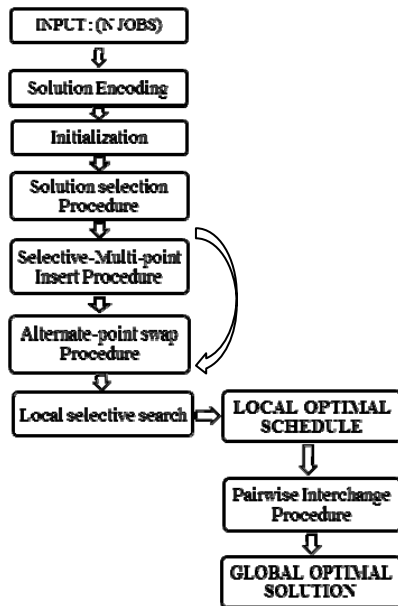 INPUT : (N JOBS)
Solution Encoding
Initialization
Solution selection
Procedure
Selective-Multi-point
Insert Procedure
Alternate-point swap
Procedure
Local selective search
LOCAL OPTIMAL
SCHEDULE
Pairwise Interchange
Procedure
GLOBAL OPTIMAL
SOLUTION